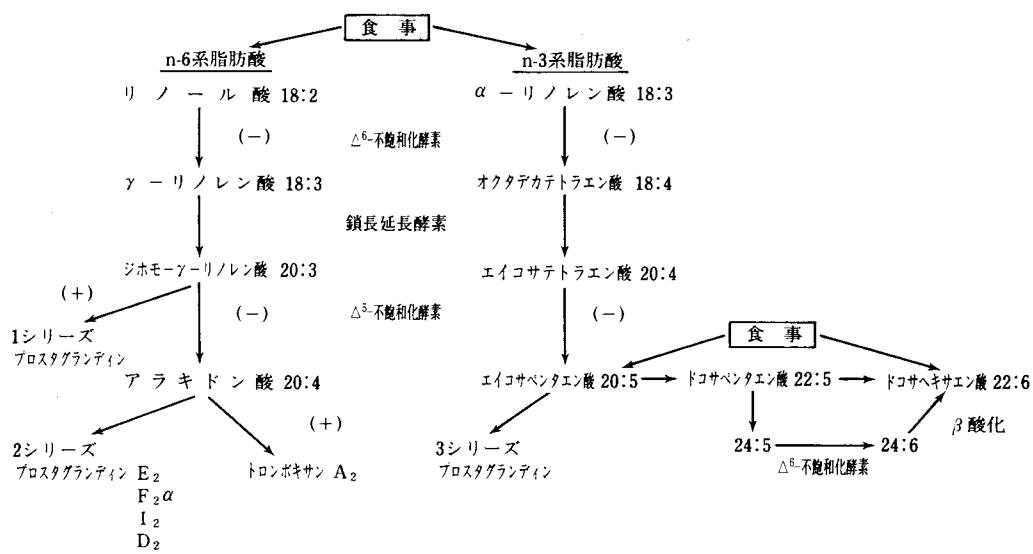 食事
n-6系脂肪酸 n-3系脂肪酸
リノール酸 18:2 α-リノレン酸 18:3
(-) △⁶-不飽和化酵素 (-)
γ-リノレン酸 18:3 オクタデカテトラエン酸 18:4
鎖長延長酵素
ジホモ-γ-リノレン酸 20:3 エイコサテトラエン酸 20:4
(+) (-) △⁵-不飽和化酵素 (-)
1シリーズ
プロスタグランディン
食事
アラキドン酸 20:4 エイコサペンタエン酸 20:5 ドコサペンタエン酸 22:5 ドコサヘキサエン酸 22:6
(+) β酸化
2シリーズ 3シリーズ 24:5 24:6
プロスタグランディン E₂ トロンボキサン A₂ プロスタグランディン △⁶-不飽和化酵素
F₂α
I₂
D₂